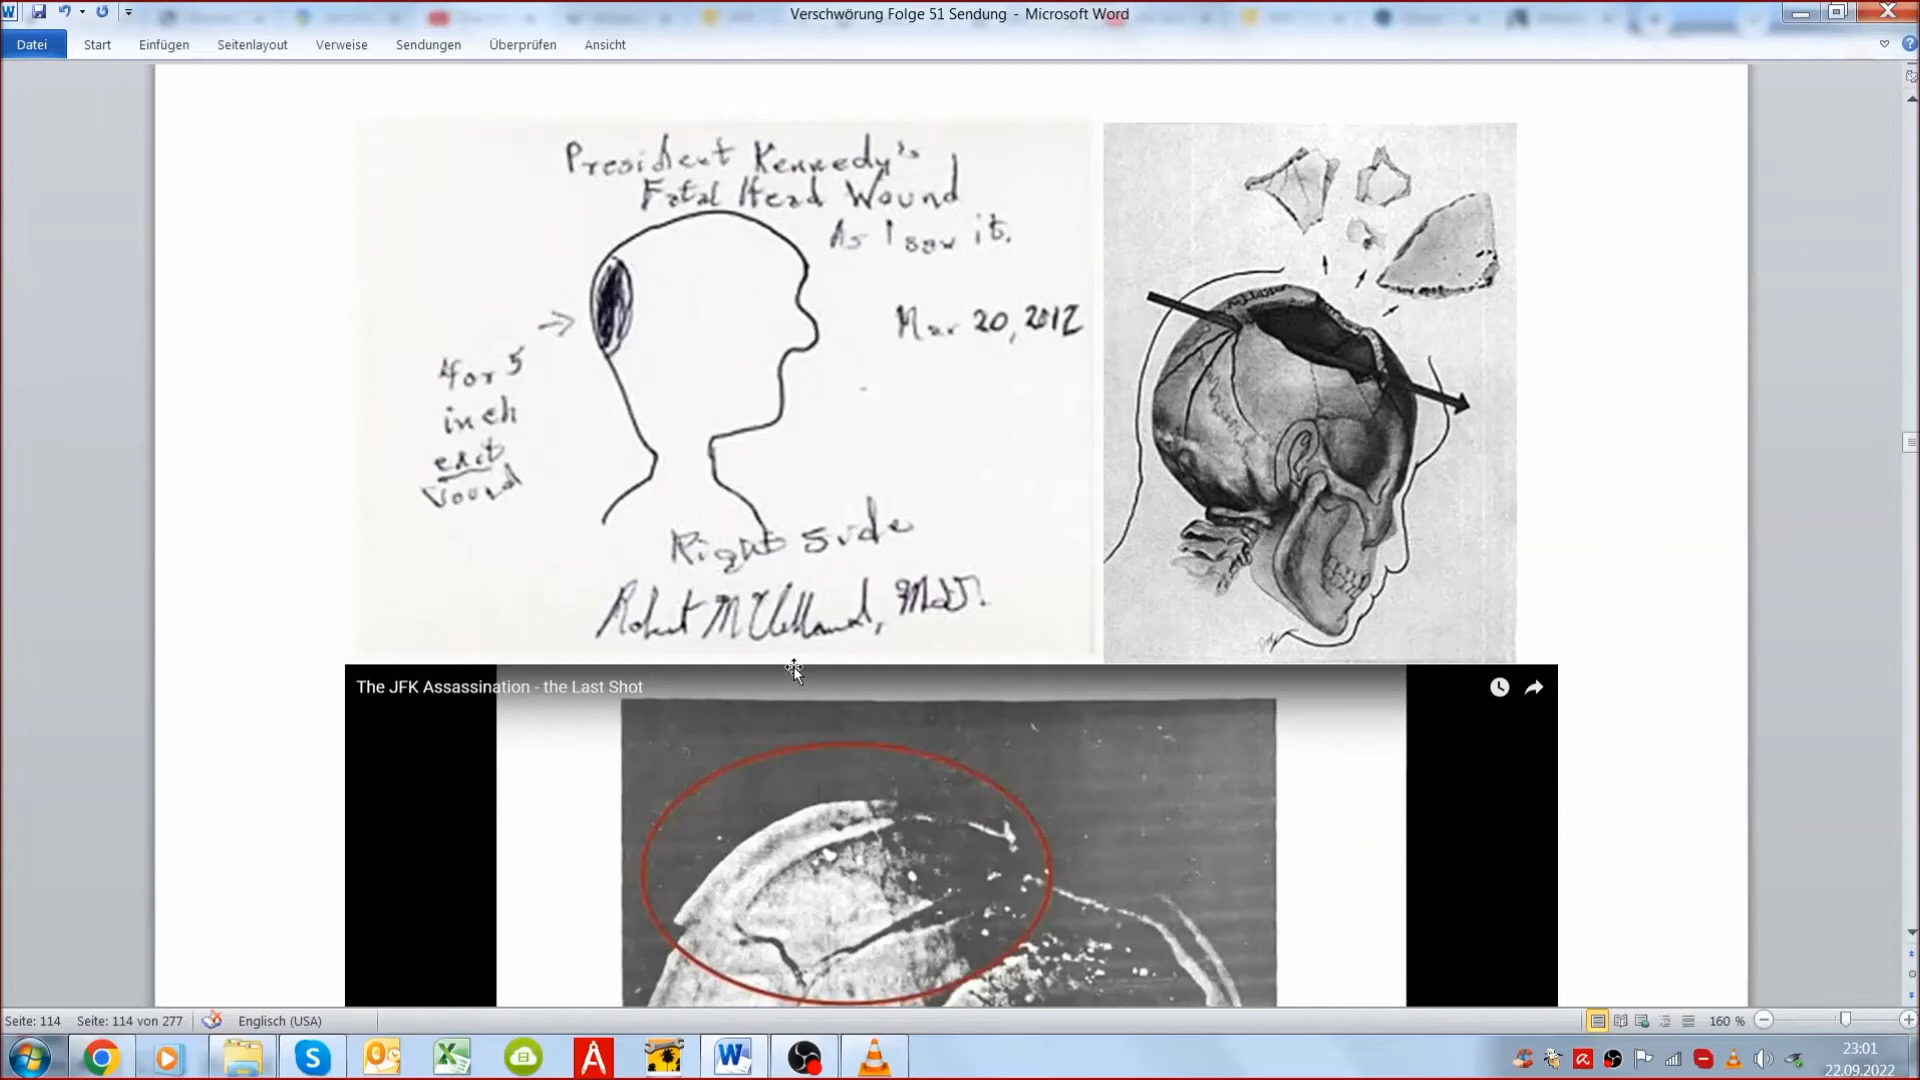 Verschwörung Folge 51 Sendung - Microsoft Word
Datei Start Einfügen Seitenlayout Verweise Sendungen Überprüfen Ansicht
President Kennedy's
Fatal Head Wound
As I saw it.
Mar 20, 2012
4 or 5
inch
exit
wound
Right Side
Robert McClelland, M.D.
The JFK Assassination - the Last Shot
Seite: 114 Seite: 114 von 277 Englisch (USA) 160 %
23:01
22.09.2022